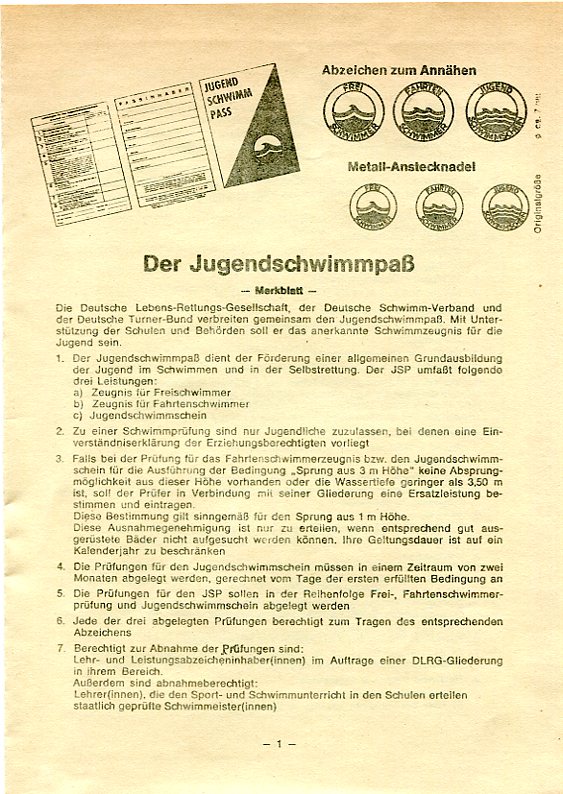 PASSINHABER
JUGEND
SCHWIMM
PASS
Abzeichen zum Annähen
FREI
SCHWIMMER
FAHRTEN
SCHWIMMER
JUGEND
SCHWIMMSCHEIN
Metall-Anstecknadel
FREI
SCHWIMMER
FAHRTEN
SCHWIMMER
JUGEND
SCHWIMMSCHEIN
Originalgröße
Der Jugendschwimmpaß
— Merkblatt —
Die Deutsche Lebens-Rettungs-Gesellschaft, der Deutsche Schwimm-Verband und
der Deutsche Turner-Bund verbreiten gemeinsam den Jugendschwimmpaß. Mit Unter-
stützung der Schulen und Behörden soll er das anerkannte Schwimmzeugnis für die
Jugend sein.
1. Der Jugendschwimmpaß dient der Förderung einer allgemeinen Grundausbildung
der Jugend im Schwimmen und in der Selbstrettung. Der JSP umfaßt folgende
drei Leistungen:
a) Zeugnis für Freischwimmer
b) Zeugnis für Fahrtenschwimmer
c) Jugendschwimmschein
2. Zu einer Schwimmprüfung sind nur Jugendliche zuzulassen, bei denen eine Ein-
verständniserklärung der Erziehungsberechtigten vorliegt
3. Falls bei der Prüfung für das Fahrtenschwimmerzeugnis bzw. den Jugendschwimm-
schein für die Ausführung der Bedingung „Sprung aus 3 m Höhe“ keine Absprung-
möglichkeit aus dieser Höhe vorhanden oder die Wassertiefe geringer als 3,50 m
ist, soll der Prüfer in Verbindung mit seiner Gliederung eine Ersatzleistung be-
stimmen und eintragen.
Diese Bestimmung gilt sinngemäß für den Sprung aus 1 m Höhe.
Diese Ausnahmegenehmigung ist nur zu erteilen, wenn entsprechend gut aus-
gerüstete Bäder nicht aufgesucht werden können. Ihre Geltungsdauer ist auf ein
Kalenderjahr zu beschränken
4. Die Prüfungen für den Jugendschwimmschein müssen in einem Zeitraum von zwei
Monaten abgelegt werden, gerechnet vom Tage der ersten erfüllten Bedingung an
5. Die Prüfungen für den JSP sollen in der Reihenfolge Frei-, Fahrtenschwimmer-
prüfung und Jugendschwimmschein abgelegt werden
6. Jede der drei abgelegten Prüfungen berechtigt zum Tragen des entsprechenden
Abzeichens
7. Berechtigt zur Abnahme der Prüfungen sind:
Lehr- und Leistungsabzeicheninhaber(innen) im Auftrage einer DLRG-Gliederung
in ihrem Bereich.
Außerdem sind abnahmeberechtigt:
Lehrer(innen), die den Sport- und Schwimmunterricht in den Schulen erteilen
staatlich geprüfte Schwimmeister(innen)
— 1 —